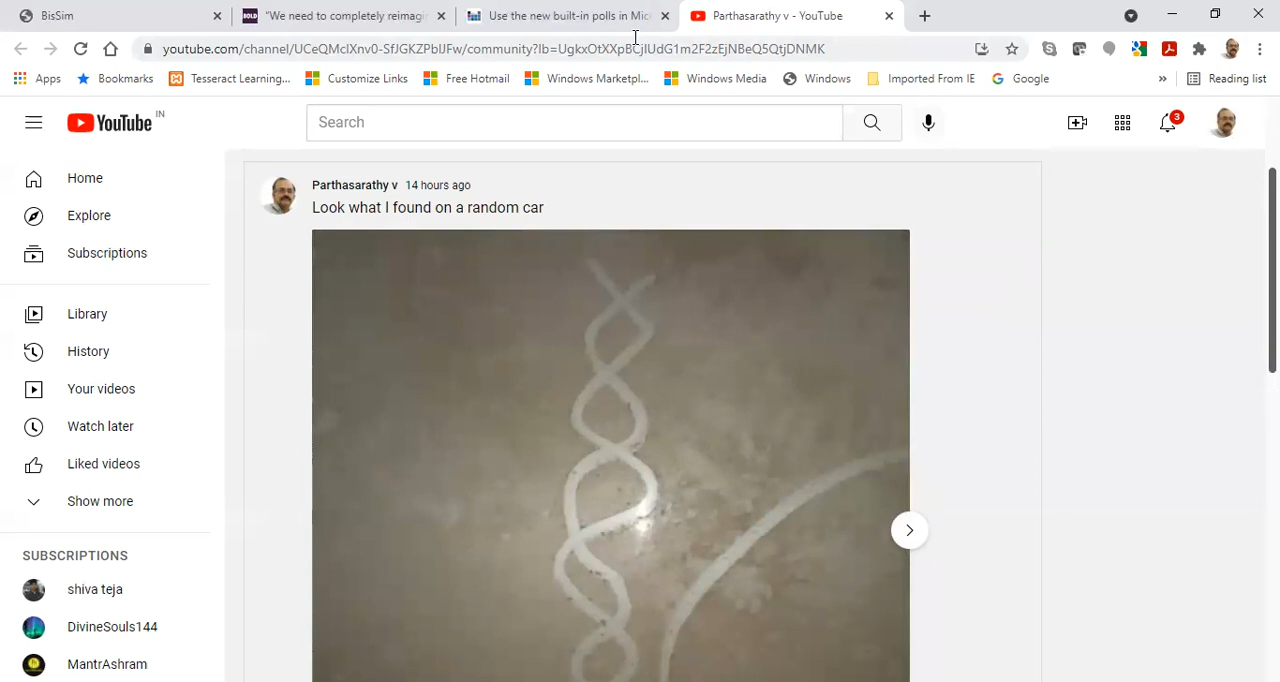 BisSim
"We need to completely reimagi
Use the new built-in polls in Mic
Parthasarathy v - YouTube
youtube.com/channel/UCeQMclXnv0-SfJGKZPblJFw/community?lb=UgkxOtXXpBCjlUdG1m2F2zEjNBeQ5QtjDNMK
Apps Bookmarks Tesseract Learning... Customize Links Free Hotmail Windows Marketpl... Windows Media Windows Imported From IE Google » Reading list
YouTube IN
Search
3
Home
Explore
Subscriptions
Library
History
Your videos
Watch later
Liked videos
Show more
SUBSCRIPTIONS
shiva teja
DivineSouls144
MantrAshram
Parthasarathy v 14 hours ago
Look what I found on a random car